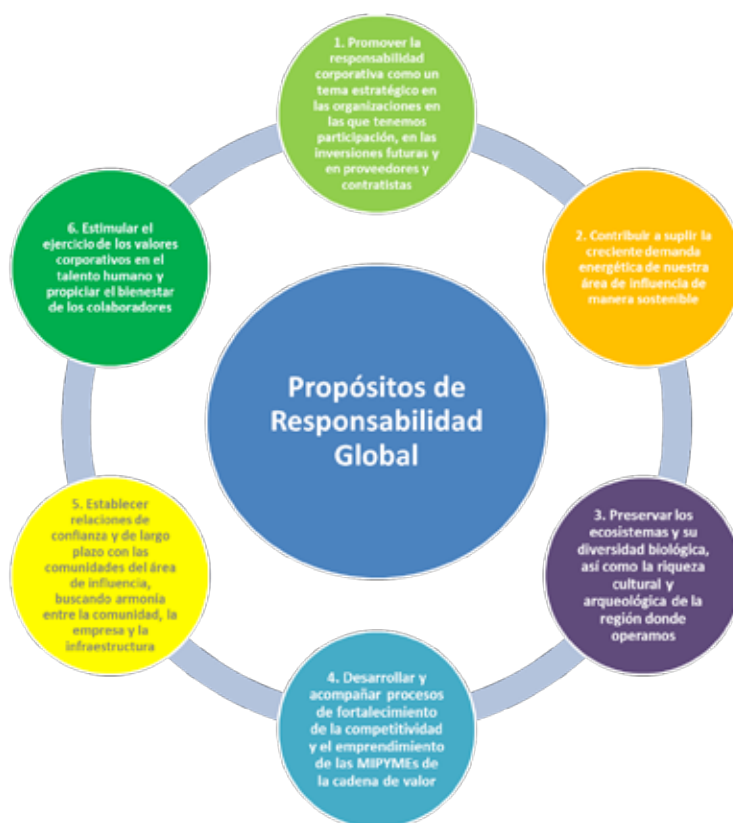 1. Promover la
responsabilidad
corporativa como un
tema estratégico en
las organizaciones en
las que tenemos
participación, en las
inversiones futuras y
en proveedores y
contratistas
2. Contribuir a suplir la
creciente demanda
energética de nuestra
área de influencia de
manera sostenible
3. Preservar los
ecosistemas y su
diversidad biológica,
así como la riqueza
cultural y
arqueológica de la
región donde
operamos
4. Desarrollar y
acompañar procesos
de fortalecimiento
de la competitividad
y el emprendimiento
de las MIPYMEs de
la cadena de valor
5. Establecer
relaciones de
confianza y de largo
plazo con las
comunidades del área
de influencia,
buscando armonía
entre la comunidad, la
empresa y la
infraestructura
6. Estimular el
ejercicio de los valores
corporativos en el
talento humano y
propiciar el bienestar
de los colaboradores
Propósitos de
Responsabilidad
Global